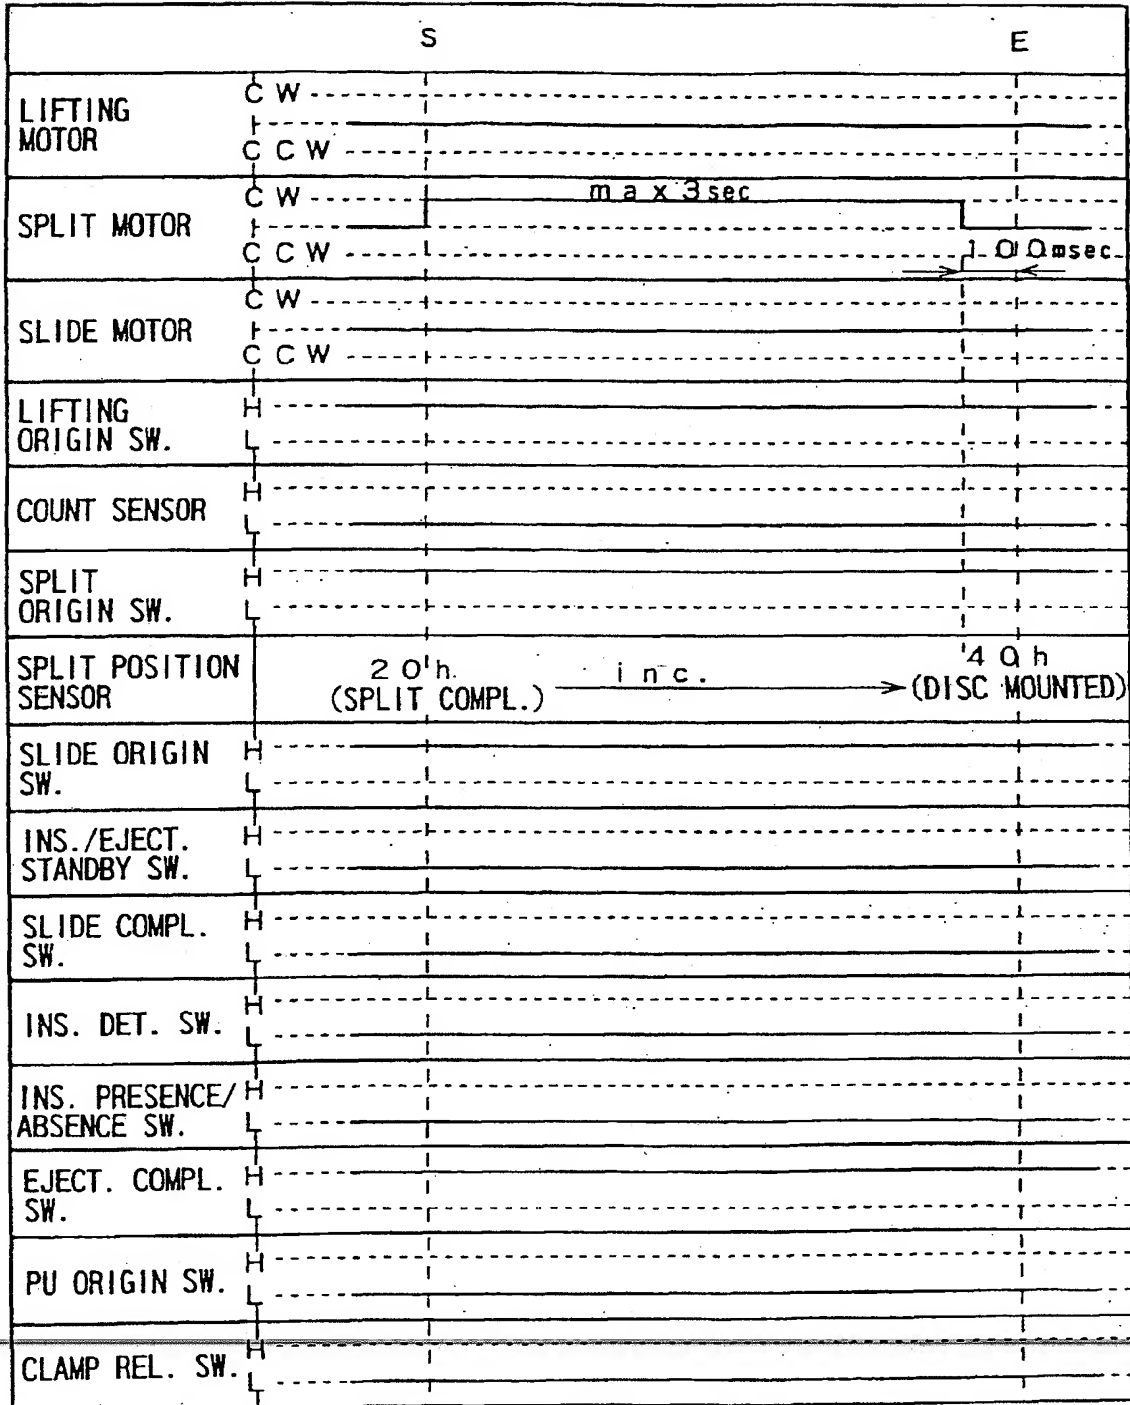 S E
LIFTING MOTOR
CW
CCW
SPLIT MOTOR
CW
max 3sec
CCW
100msec
SLIDE MOTOR
CW
CCW
LIFTING
ORIGIN SW.
H
L
COUNT SENSOR
H
L
SPLIT
ORIGIN SW.
H
L
SPLIT POSITION
SENSOR
20h.
(SPLIT COMPL.)
inc.
40h
(DISC MOUNTED)
SLIDE ORIGIN
SW.
H
L
INS./EJECT.
STANDBY SW.
H
L
SLIDE COMPL.
SW.
H
L
INS. DET. SW.
H
L
INS. PRESENCE/
ABSENCE SW.
H
L
EJECT. COMPL.
SW.
H
L
PU ORIGIN SW.
H
L
CLAMP REL. SW.
H
L